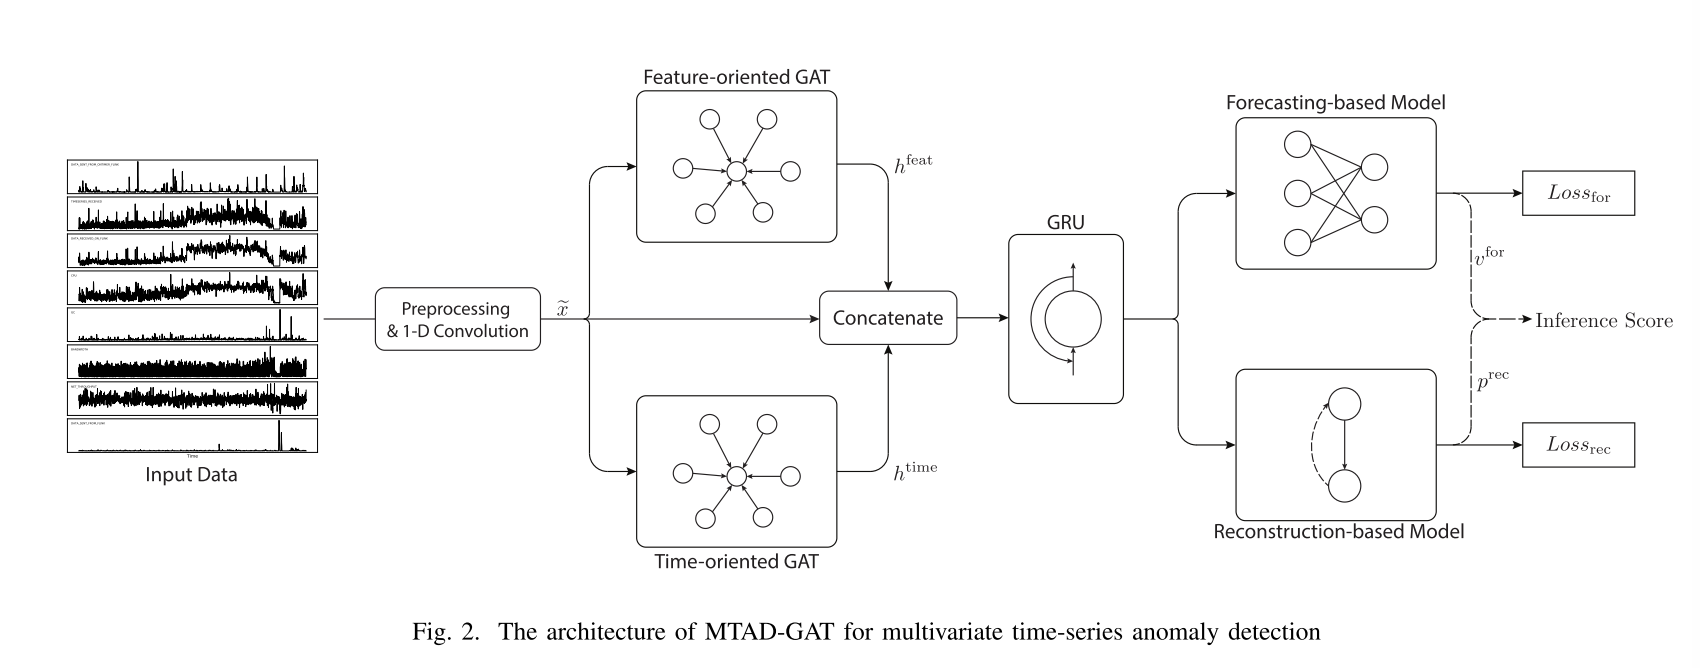 Feature-oriented GAT
Forecasting-based Model
h^feat
Loss_for
GRU
v^for
Preprocessing
& 1-D Convolution
x̃
Concatenate
Inference Score
p^rec
Time
Input Data
h^time
Loss_rec
Reconstruction-based Model
Time-oriented GAT
Fig. 2. The architecture of MTAD-GAT for multivariate time-series anomaly detection